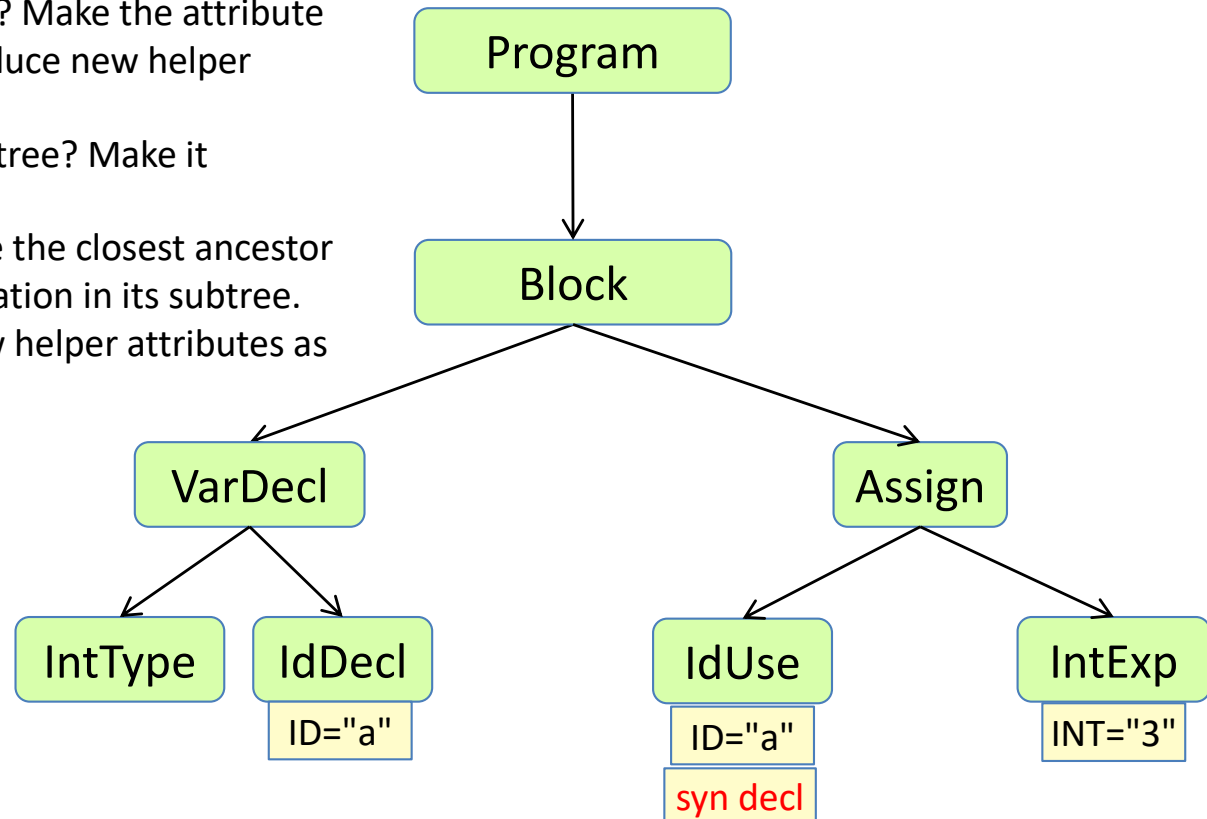 ? Make the attribute
duce new helper
tree? Make it
e the closest ancestor
ation in its subtree.
helper attributes as
Program
Block
VarDecl
Assign
IntType
IdDecl
IdUse
IntExp
ID="a"
ID="a"
INT="3"
syn decl